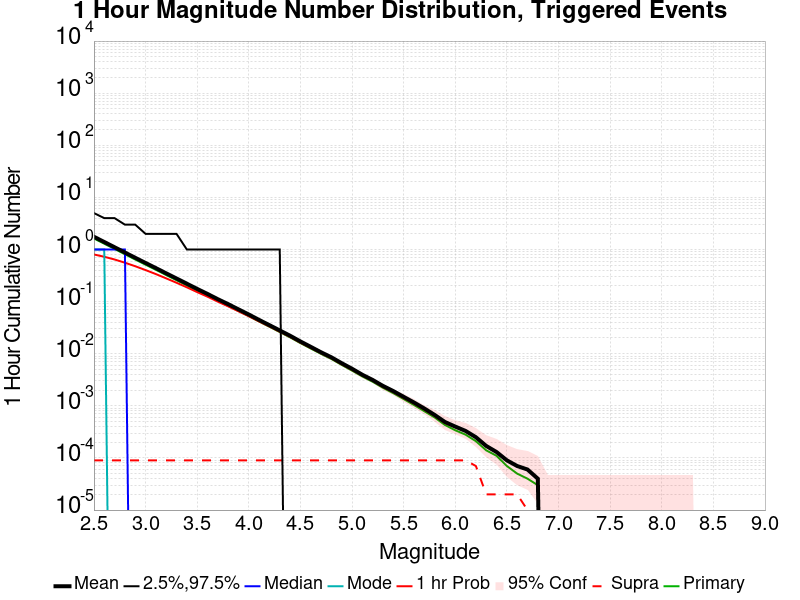 1 Hour Magnitude Number Distribution, Triggered Events
10^4
10^3
10^2
10^1
10^0
10^-1
10^-2
10^-3
10^-4
10^-5
1 Hour Cumulative Number
2.5 3.0 3.5 4.0 4.5 5.0 5.5 6.0 6.5 7.0 7.5 8.0 8.5 9.0
Magnitude
Mean 2.5%,97.5% Median Mode 1 hr Prob 95% Conf Supra Primary